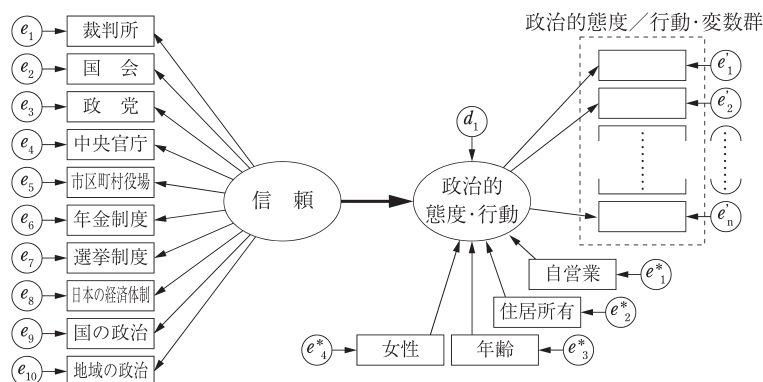 政治的態度／行動・変数群
e1 裁判所
e2 国　会
e3 政　党
e4 中央官庁
e5 市区町村役場
e6 年金制度
e7 選挙制度
e8 日本の経済体制
e9 国の政治
e10 地域の政治
信　頼
d1
政治的
態度・行動
e'1
e'2
e'n
自営業 e*1
住居所有 e*2
e*4 女性
年齢 e*3